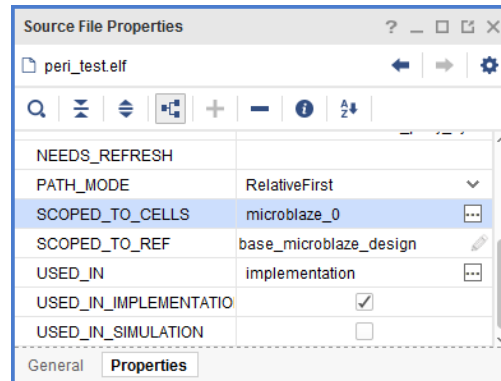 Source File Properties
peri_test.elf
NEEDS_REFRESH
PATH_MODE RelativeFirst
SCOPED_TO_CELLS microblaze_0
SCOPED_TO_REF base_microblaze_design
USED_IN implementation
USED_IN_IMPLEMENTATIO
USED_IN_SIMULATION
General Properties